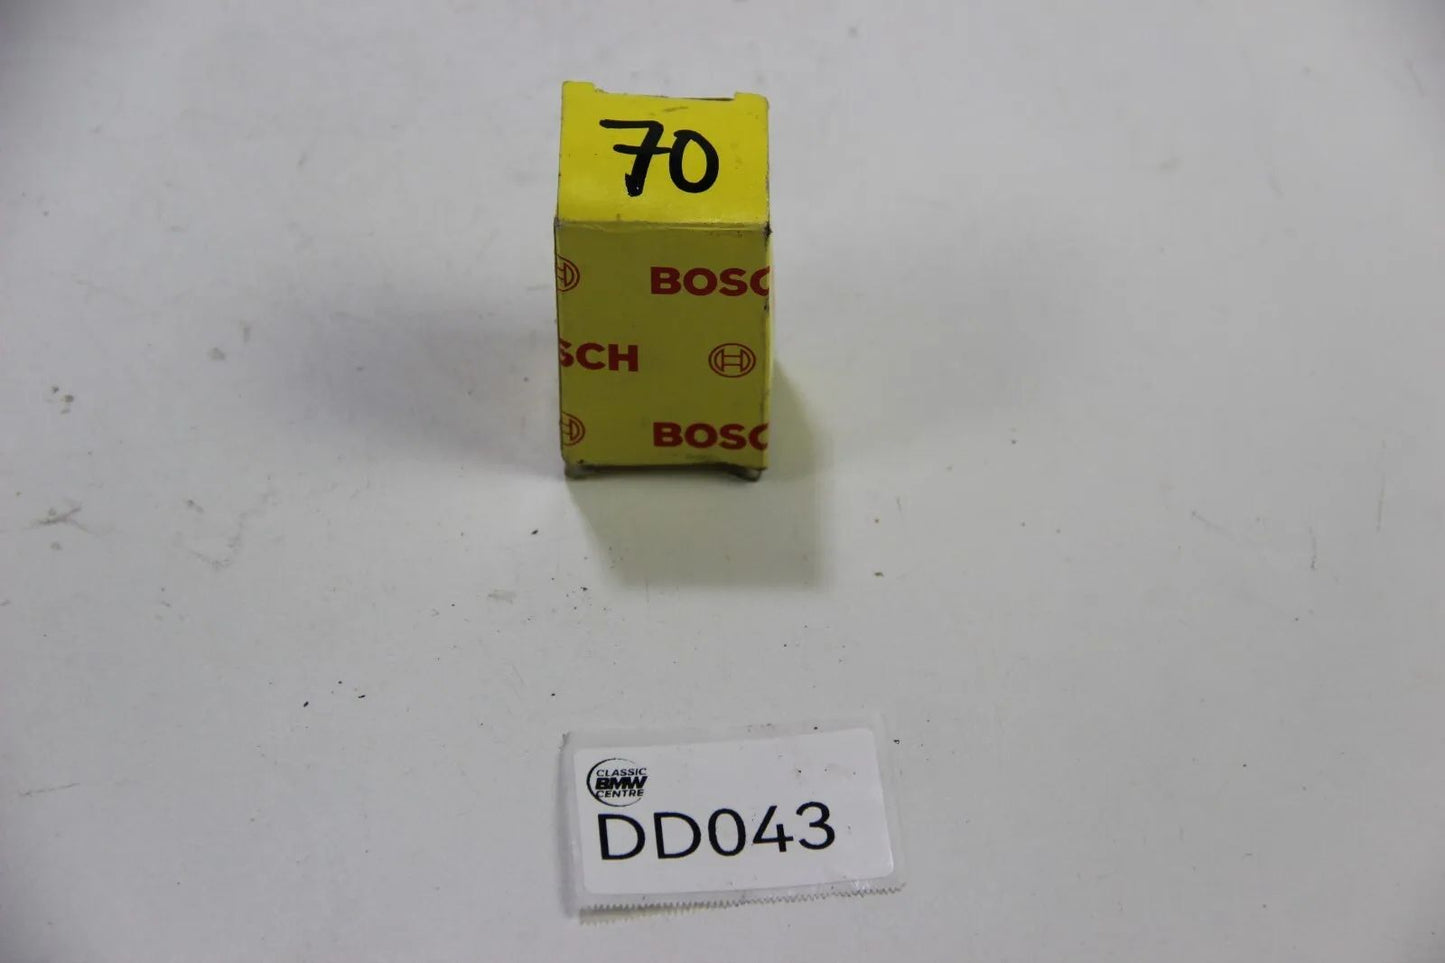 70
BOSC
SCH
BOSC
CLASSIC
BMW
CENTRE
DD043